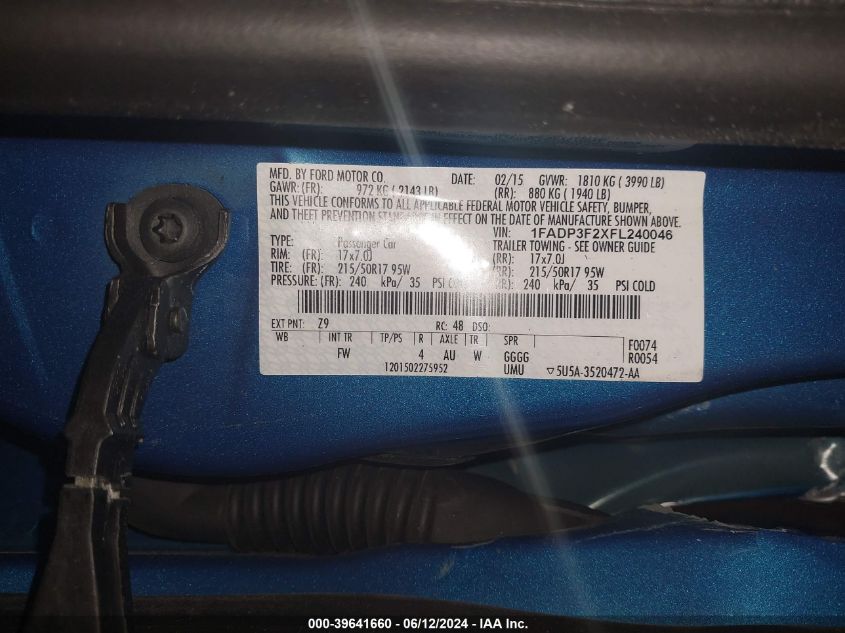 MFD. BY FORD MOTOR CO. DATE: 02/15 GVWR: 1810 KG ( 3990 LB)
GAWR: (FR): 972 KG ( 2143 LB) (RR): 880 KG ( 1940 LB)
THIS VEHICLE CONFORMS TO ALL APPLICABLE FEDERAL MOTOR VEHICLE SAFETY, BUMPER,
AND THEFT PREVENTION STANDARDS IN EFFECT ON THE DATE OF MANUFACTURE SHOWN ABOVE.
VIN: 1FADP3F2XFL240046
TYPE: Passenger Car TRAILER TOWING - SEE OWNER GUIDE
RIM: (FR): 17x7.0J (RR): 17x7.0J
TIRE: (FR): 215/50R17 95W (RR): 215/50R17 95W
PRESSURE: (FR): 240 kPa/ 35 PSI COLD (RR): 240 kPa/ 35 PSI COLD
EXT PNT: Z9 RC: 48 DSO:
WB INT TR TP/PS R AXLE TR SPR F0074
FW 4 AU W GGGG R0054
1201502275952 UMU ▽5U5A-3520472-AA
000-39641660 - 06/12/2024 - IAA Inc.